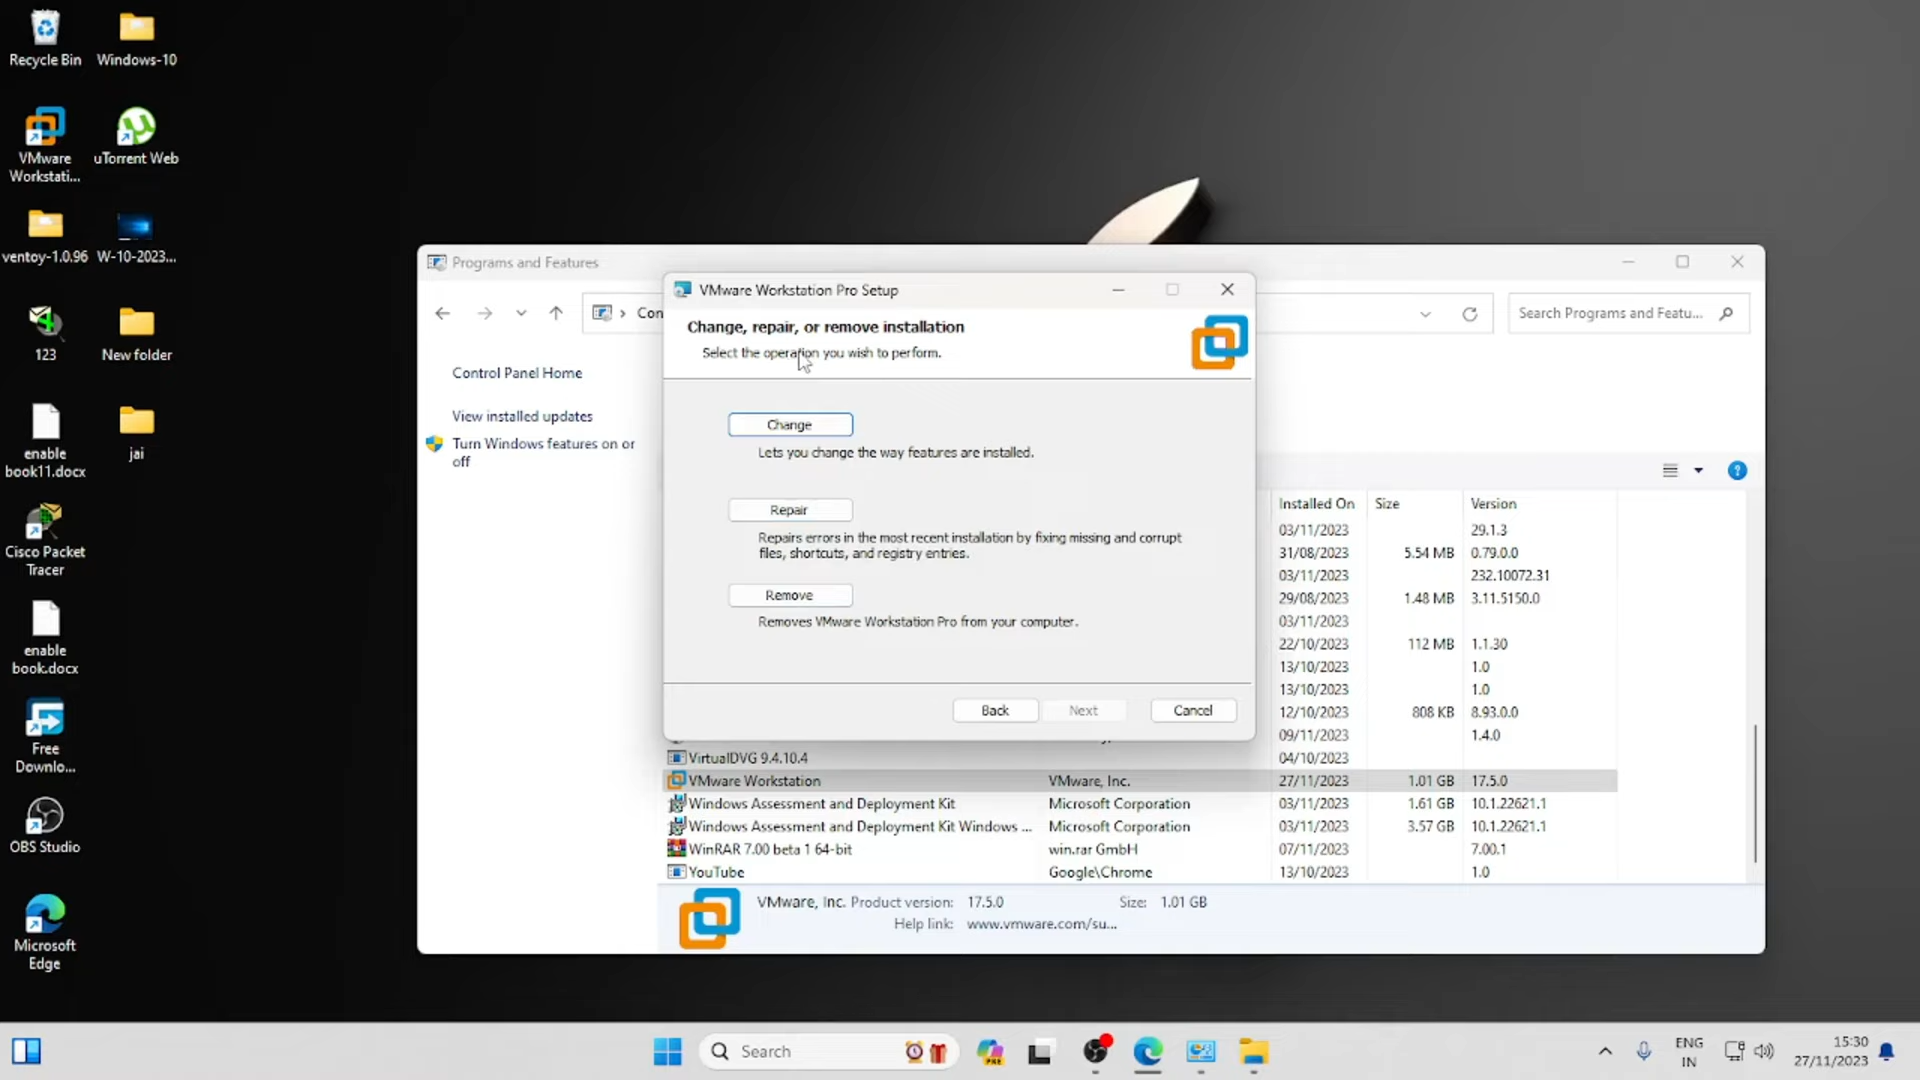 Recycle Bin
Windows-10
VMware
Workstati...
uTorrent Web
ventoy-1.0.96
W-10-2023...
123
New folder
enable
book11.docx
jai
Cisco Packet
Tracer
enable
book.docx
Free
Downlo...
OBS Studio
Microsoft
Edge
Programs and Features
Con
Search Programs and Featu...
Control Panel Home
View installed updates
Turn Windows features on or
off
VMware Workstation Pro Setup
Change, repair, or remove installation
Select the operation you wish to perform.
Change
Lets you change the way features are installed.
Repair
Repairs errors in the most recent installation by fixing missing and corrupt
files, shortcuts, and registry entries.
Remove
Removes VMware Workstation Pro from your computer.
Back
Next
Cancel
Installed On Size Version
03/11/2023 29.1.3
31/08/2023 5.54 MB 0.79.0.0
03/11/2023 232.10072.31
29/08/2023 1.48 MB 3.11.5150.0
03/11/2023
22/10/2023 112 MB 1.1.30
13/10/2023 1.0
13/10/2023 1.0
12/10/2023 808 KB 8.93.0.0
09/11/2023 1.4.0
VirtualDVG 9.4.10.4 04/10/2023
VMware Workstation VMware, Inc. 27/11/2023 1.01 GB 17.5.0
Windows Assessment and Deployment Kit Microsoft Corporation 03/11/2023 1.61 GB 10.1.22621.1
Windows Assessment and Deployment Kit Windows ... Microsoft Corporation 03/11/2023 3.57 GB 10.1.22621.1
WinRAR 7.00 beta 1 64-bit win.rar GmbH 07/11/2023 7.00.1
YouTube Google\Chrome 13/10/2023 1.0
VMware, Inc. Product version: 17.5.0 Size: 1.01 GB
Help link: www.vmware.com/su...
Search
PRE
ENG
IN
15:30
27/11/2023